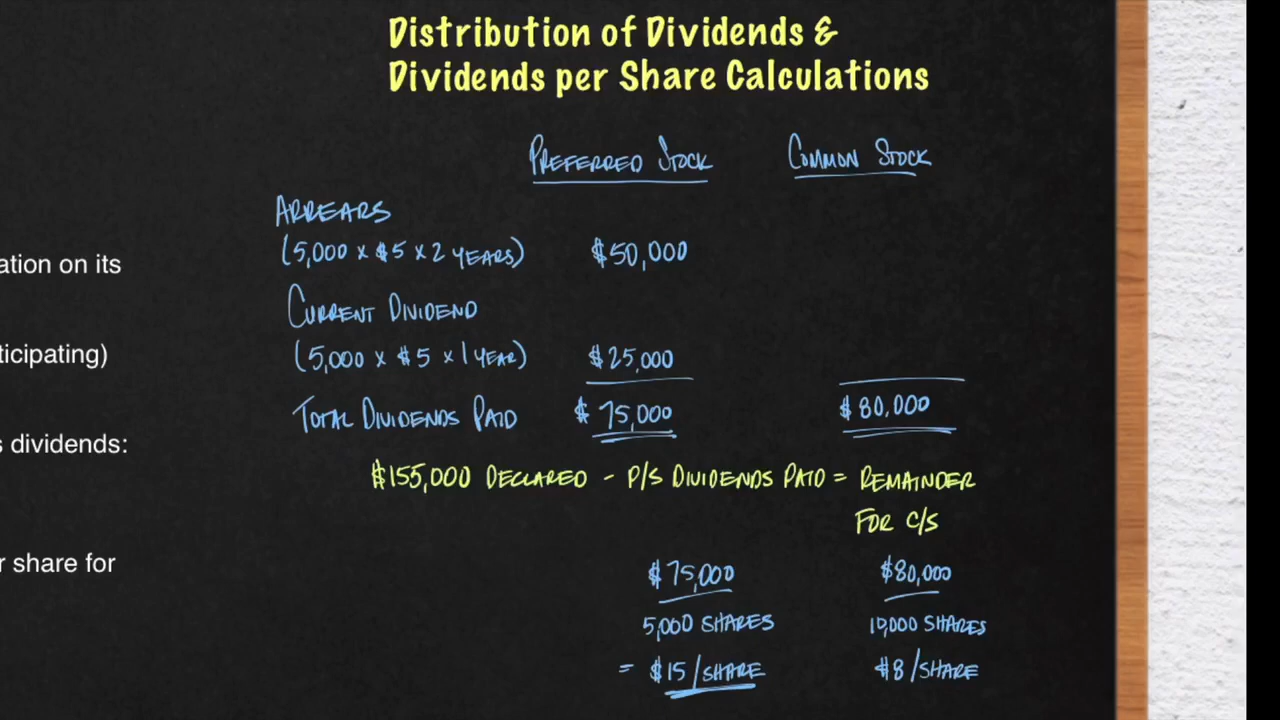 Distribution of Dividends &
Dividends per Share Calculations
PREFERRED STOCK COMMON STOCK
ARREARS
(5,000 x $5 x 2 YEARS) $50,000
ation on its
CURRENT DIVIDEND
ticipating)
(5,000 x $5 x 1 YEAR) $25,000
TOTAL DIVIDENDS PAID $75,000 $80,000
s dividends:
$155,000 DECLARED - P/S DIVIDENDS PAID = REMAINDER
FOR C/S
r share for
$75,000 $80,000
5,000 SHARES 10,000 SHARES
= $15/SHARE $8/SHARE